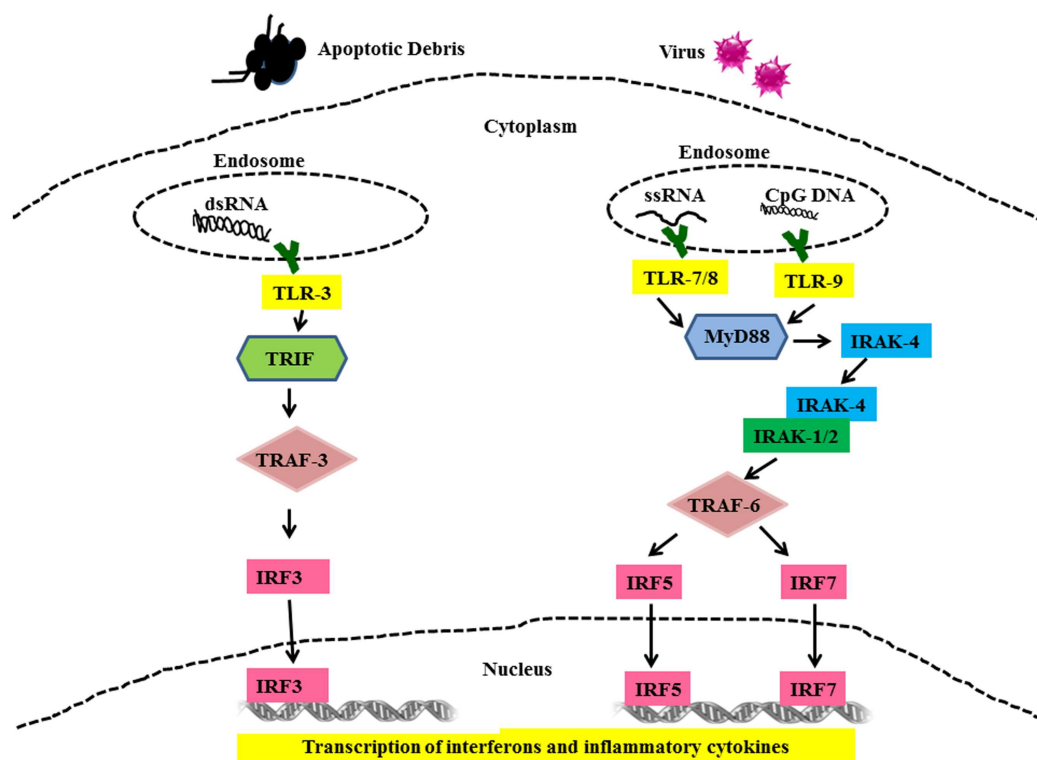 Apoptotic Debris
Virus
Cytoplasm
Endosome
Endosome
dsRNA
ssRNA
CpG DNA
TLR-3
TLR-7/8
TLR-9
TRIF
MyD88
IRAK-4
IRAK-4
IRAK-1/2
TRAF-3
TRAF-6
IRF3
IRF5
IRF7
Nucleus
IRF3
IRF5
IRF7
Transcription of interferons and inflammatory cytokines